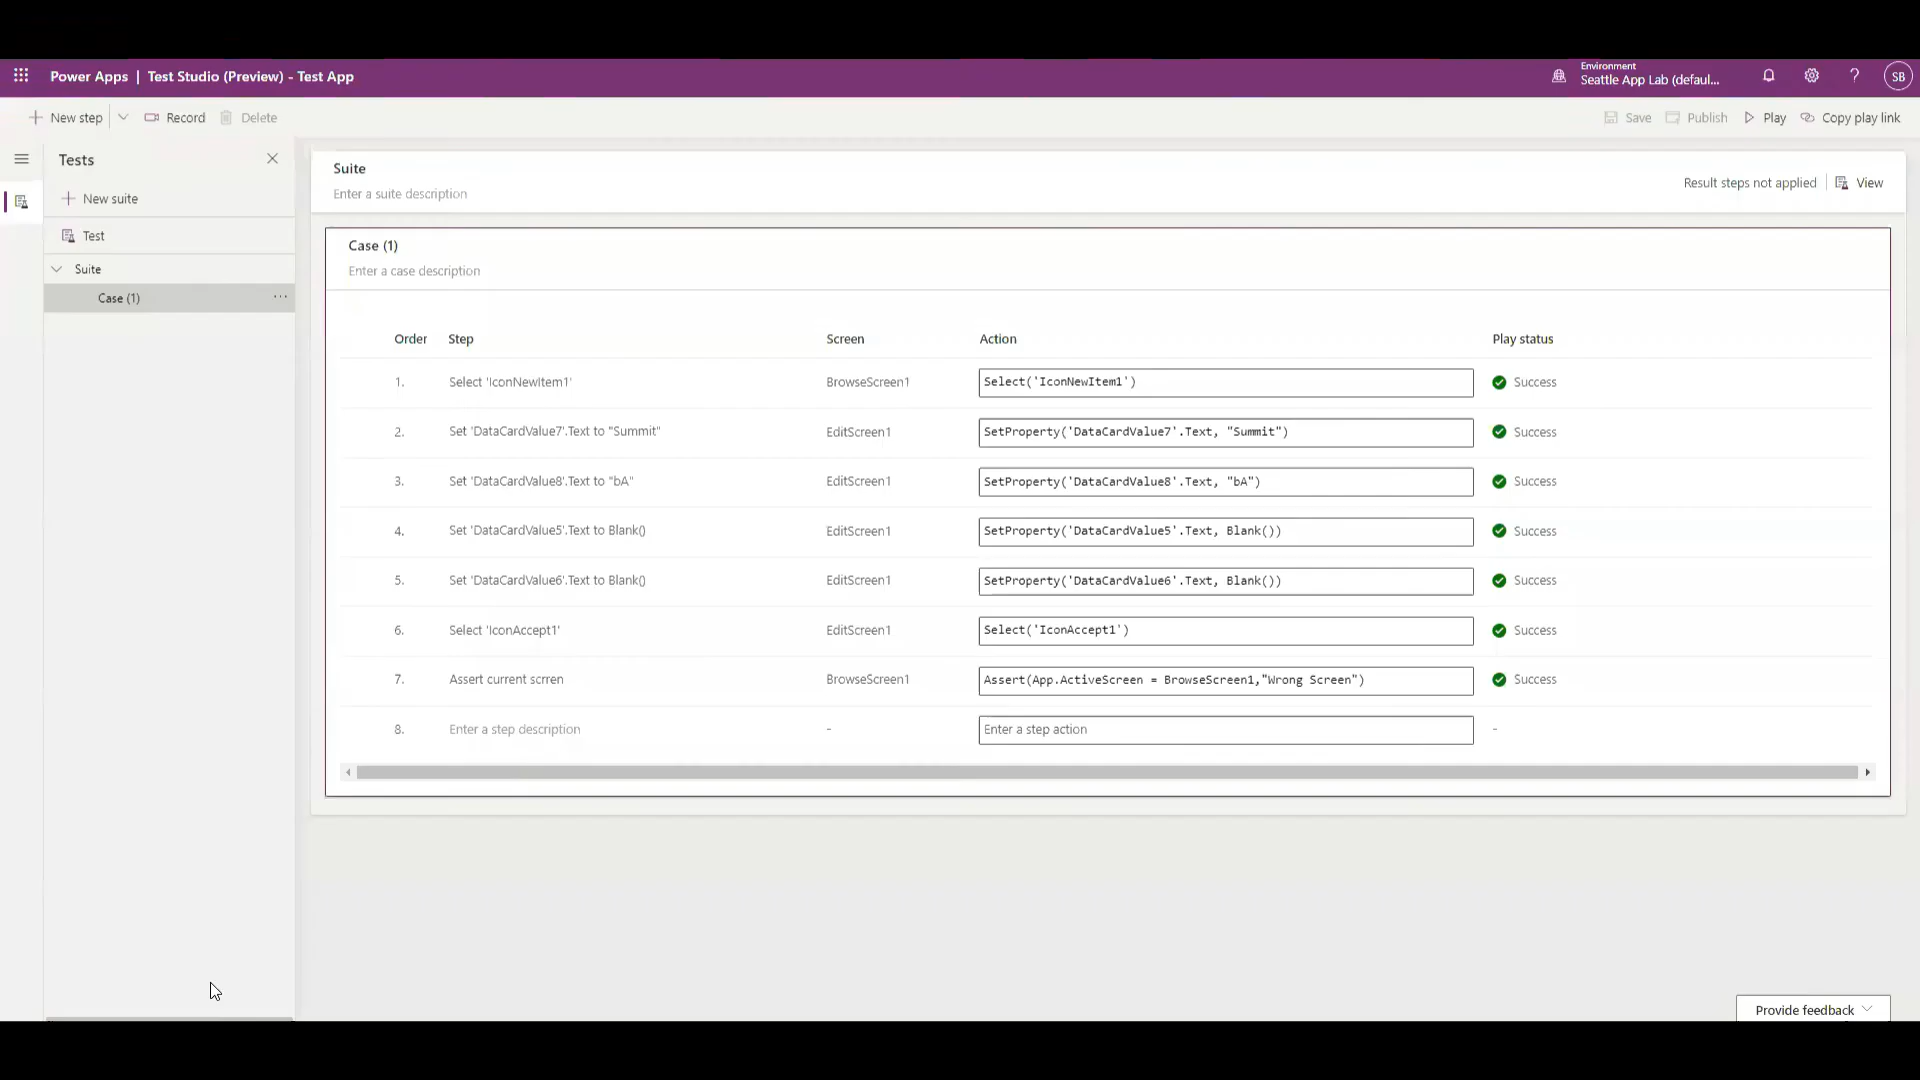 Power Apps | Test Studio (Preview) - Test App
Environment
Seattle App Lab (defaul...
SB
New step
Record
Delete
Save
Publish
Play
Copy play link
Tests
New suite
Test
Suite
Case (1)
Suite
Enter a suite description
Result steps not applied
View
Case (1)
Enter a case description
Order Step Screen Action Play status
1. Select 'IconNewItem1' BrowseScreen1 Select('IconNewItem1') Success
2. Set 'DataCardValue7'.Text to "Summit" EditScreen1 SetProperty('DataCardValue7'.Text, "Summit") Success
3. Set 'DataCardValue8'.Text to "bA" EditScreen1 SetProperty('DataCardValue8'.Text, "bA") Success
4. Set 'DataCardValue5'.Text to Blank() EditScreen1 SetProperty('DataCardValue5'.Text, Blank()) Success
5. Set 'DataCardValue6'.Text to Blank() EditScreen1 SetProperty('DataCardValue6'.Text, Blank()) Success
6. Select 'IconAccept1' EditScreen1 Select('IconAccept1') Success
7. Assert current scrren BrowseScreen1 Assert(App.ActiveScreen = BrowseScreen1,"Wrong Screen") Success
8. Enter a step description - Enter a step action -
Provide feedback